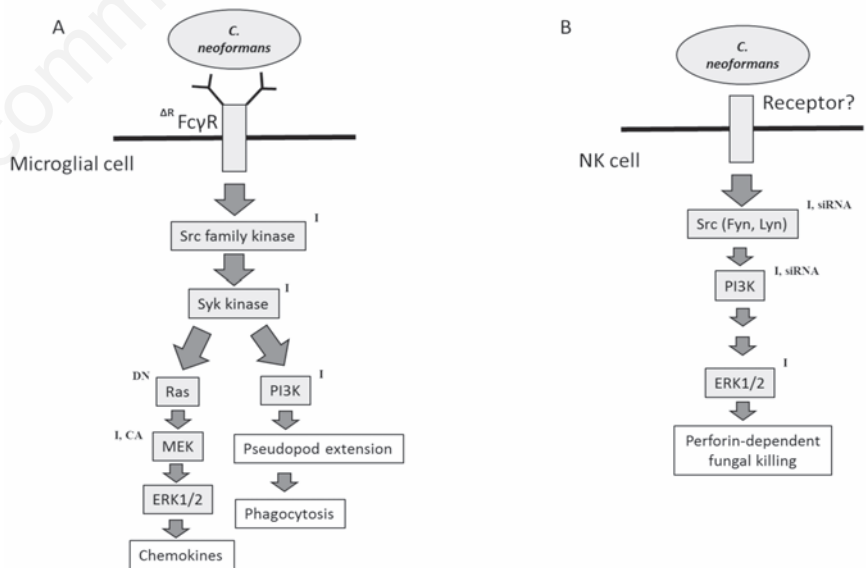 comm
A
C.
neoformans
ΔR FcγR
Microglial cell
I
Src family kinase
I
Syk kinase
DN
Ras
I
PI3K
I, CA
MEK
Pseudopod extension
ERK1/2
Phagocytosis
Chemokines
B
C.
neoformans
Receptor?
NK cell
I, siRNA
Src (Fyn, Lyn)
I, siRNA
PI3K
I
ERK1/2
Perforin-dependent
fungal killing